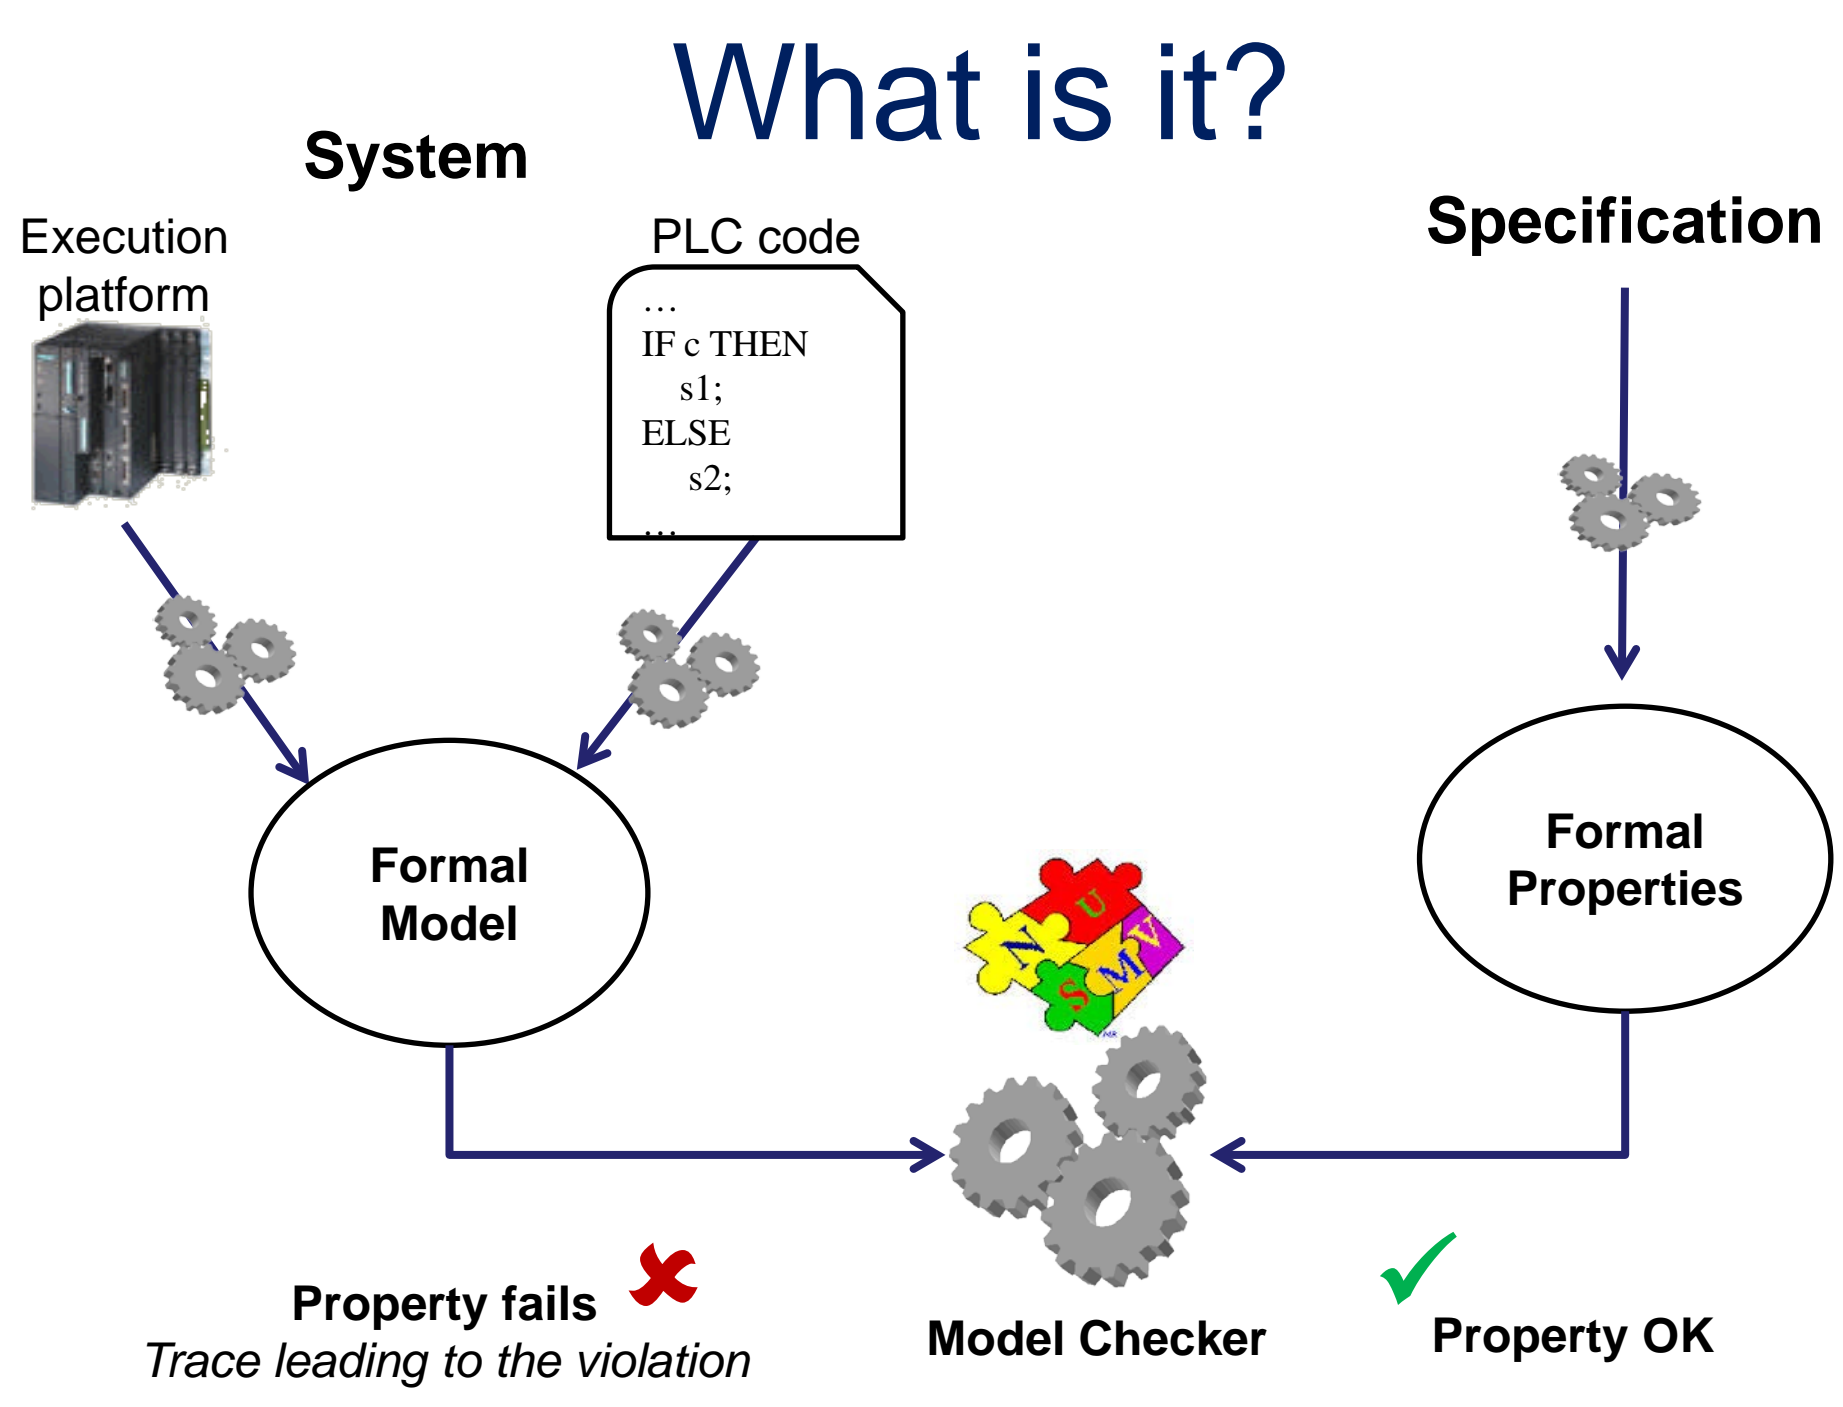 What is it?
System
Specification
Execution
platform
PLC code
…
IF c THEN
s1;
ELSE
s2;
…
Formal
Model
Formal
Properties
N U S M V
Property fails
Trace leading to the violation
Model Checker
Property OK